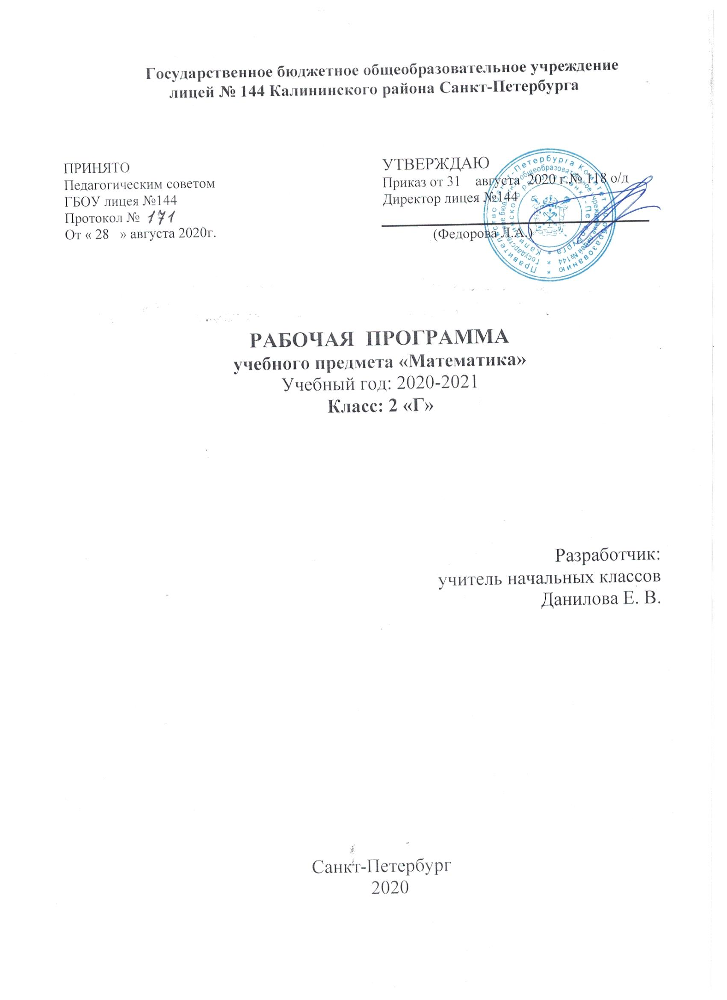 Государственное бюджетное общеобразовательное учреждение
лицей № 144 Калининского района Санкт-Петербурга
ПРИНЯТО
Педагогическим советом
ГБОУ лицея №144
Протокол № 171
От « 28 » августа 2020г.
УТВЕРЖДАЮ
Приказ от 31 августа 2020 г.№ 118 о/д
Директор лицея №144
(Федорова Л.А.)
Правительство Санкт-Петербурга Комитет по образованию *
Государственное бюджетное общеобразовательное учреждение лицей №144 *
Калининского района Санкт-Петербурга *
РАБОЧАЯ ПРОГРАММА
учебного предмета «Математика»
Учебный год: 2020-2021
Класс: 2 «Г»
Разработчик:
учитель начальных классов
Данилова Е. В.
Санкт-Петербург
2020